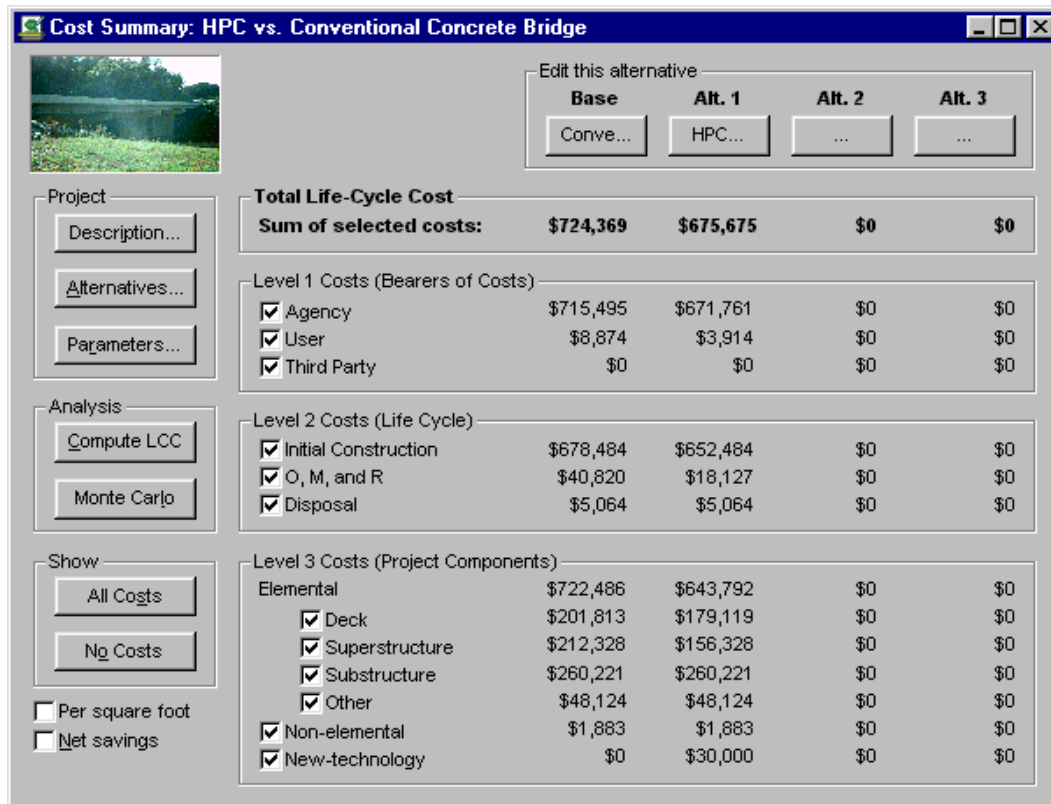 Cost Summary: HPC vs. Conventional Concrete Bridge
Edit this alternative
Base Alt. 1 Alt. 2 Alt. 3
Conve... HPC... ... ...
Project
Description...
Alternatives...
Parameters...
Analysis
Compute LCC
Monte Carlo
Show
All Costs
No Costs
Per square foot
Net savings
Total Life-Cycle Cost
Sum of selected costs: $724,369 $675,675 $0 $0
Level 1 Costs (Bearers of Costs)
Agency $715,495 $671,761 $0 $0
User $8,874 $3,914 $0 $0
Third Party $0 $0 $0 $0
Level 2 Costs (Life Cycle)
Initial Construction $678,484 $652,484 $0 $0
O, M, and R $40,820 $18,127 $0 $0
Disposal $5,064 $5,064 $0 $0
Level 3 Costs (Project Components)
Elemental $722,486 $643,792 $0 $0
Deck $201,813 $179,119 $0 $0
Superstructure $212,328 $156,328 $0 $0
Substructure $260,221 $260,221 $0 $0
Other $48,124 $48,124 $0 $0
Non-elemental $1,883 $1,883 $0 $0
New-technology $0 $30,000 $0 $0